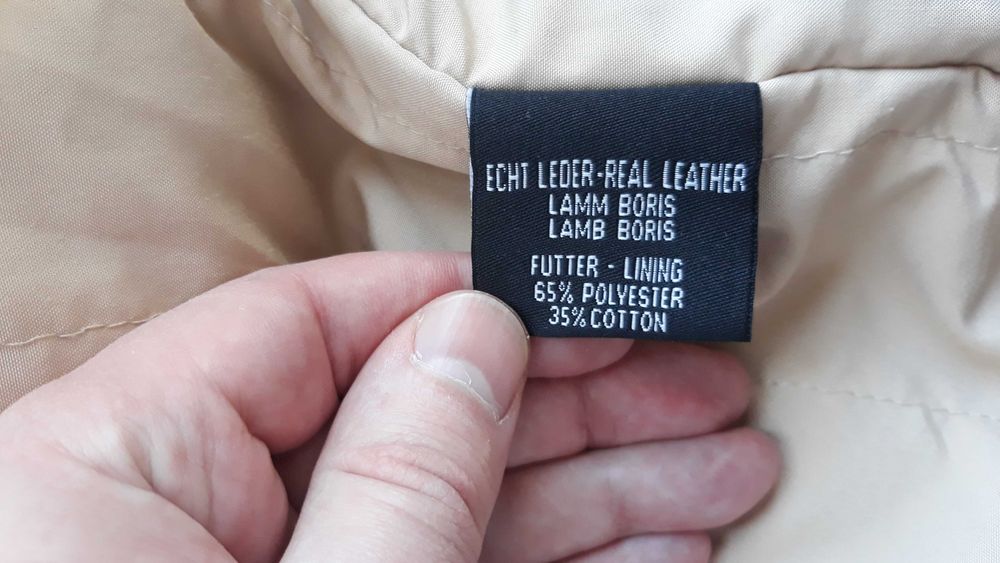 ECHT LEDER-REAL LEATHER
LAMM BORIS
LAMB BORIS
FUTTER - LINING
65% POLYESTER
35% COTTON